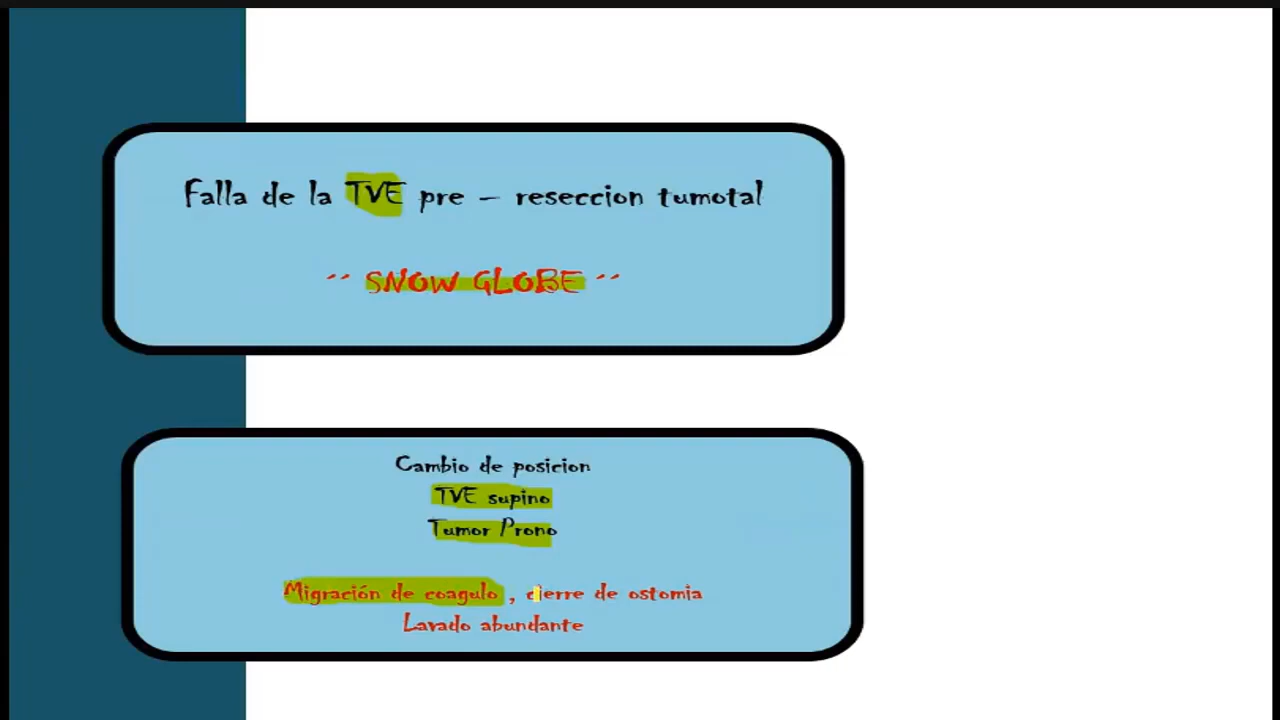 Falla de la TVE pre - reseccion tumotal
´´ SNOW GLOBE ´´
Cambio de posicion
TVE supino
Tumor Prono
Migración de coagulo , cierre de ostomia
Lavado abundante